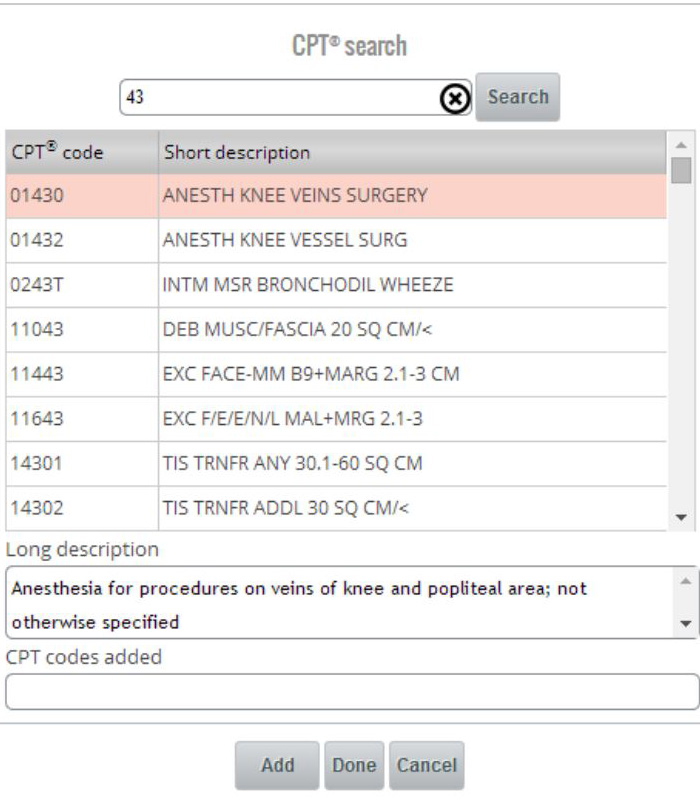 CPT® search
43
Search
CPT® code Short description
01430 ANESTH KNEE VEINS SURGERY
01432 ANESTH KNEE VESSEL SURG
0243T INTM MSR BRONCHODIL WHEEZE
11043 DEB MUSC/FASCIA 20 SQ CM/<
11443 EXC FACE-MM B9+MARG 2.1-3 CM
11643 EXC F/E/E/N/L MAL+MRG 2.1-3
14301 TIS TRNFR ANY 30.1-60 SQ CM
14302 TIS TRNFR ADDL 30 SQ CM/<
Long description
Anesthesia for procedures on veins of knee and popliteal area; not
otherwise specified
CPT codes added
Add Done Cancel